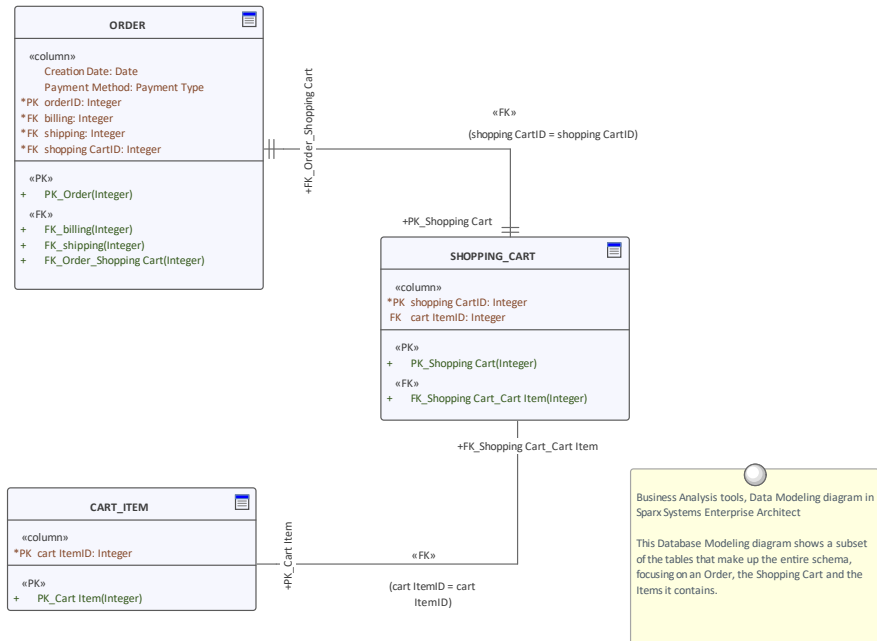 ORDER
«column»
Creation Date: Date
Payment Method: Payment Type
*PK orderID: Integer
*FK billing: Integer
*FK shipping: Integer
*FK shopping CartID: Integer
«PK»
+ PK_Order(Integer)
«FK»
+ FK_billing(Integer)
+ FK_shipping(Integer)
+ FK_Order_Shopping Cart(Integer)
+FK_Order_Shopping Cart
«FK»
(shopping CartID = shopping CartID)
+PK_Shopping Cart
SHOPPING_CART
«column»
*PK shopping CartID: Integer
FK cart ItemID: Integer
«PK»
+ PK_Shopping Cart(Integer)
«FK»
+ FK_Shopping Cart_Cart Item(Integer)
+FK_Shopping Cart_Cart Item
CART_ITEM
«column»
*PK cart ItemID: Integer
«PK»
+ PK_Cart Item(Integer)
+PK_Cart Item
«FK»
(cart ItemID = cart
ItemID)
Business Analysis tools, Data Modeling diagram in
Sparx Systems Enterprise Architect
This Database Modeling diagram shows a subset
of the tables that make up the entire schema,
focusing on an Order, the Shopping Cart and the
Items it contains.